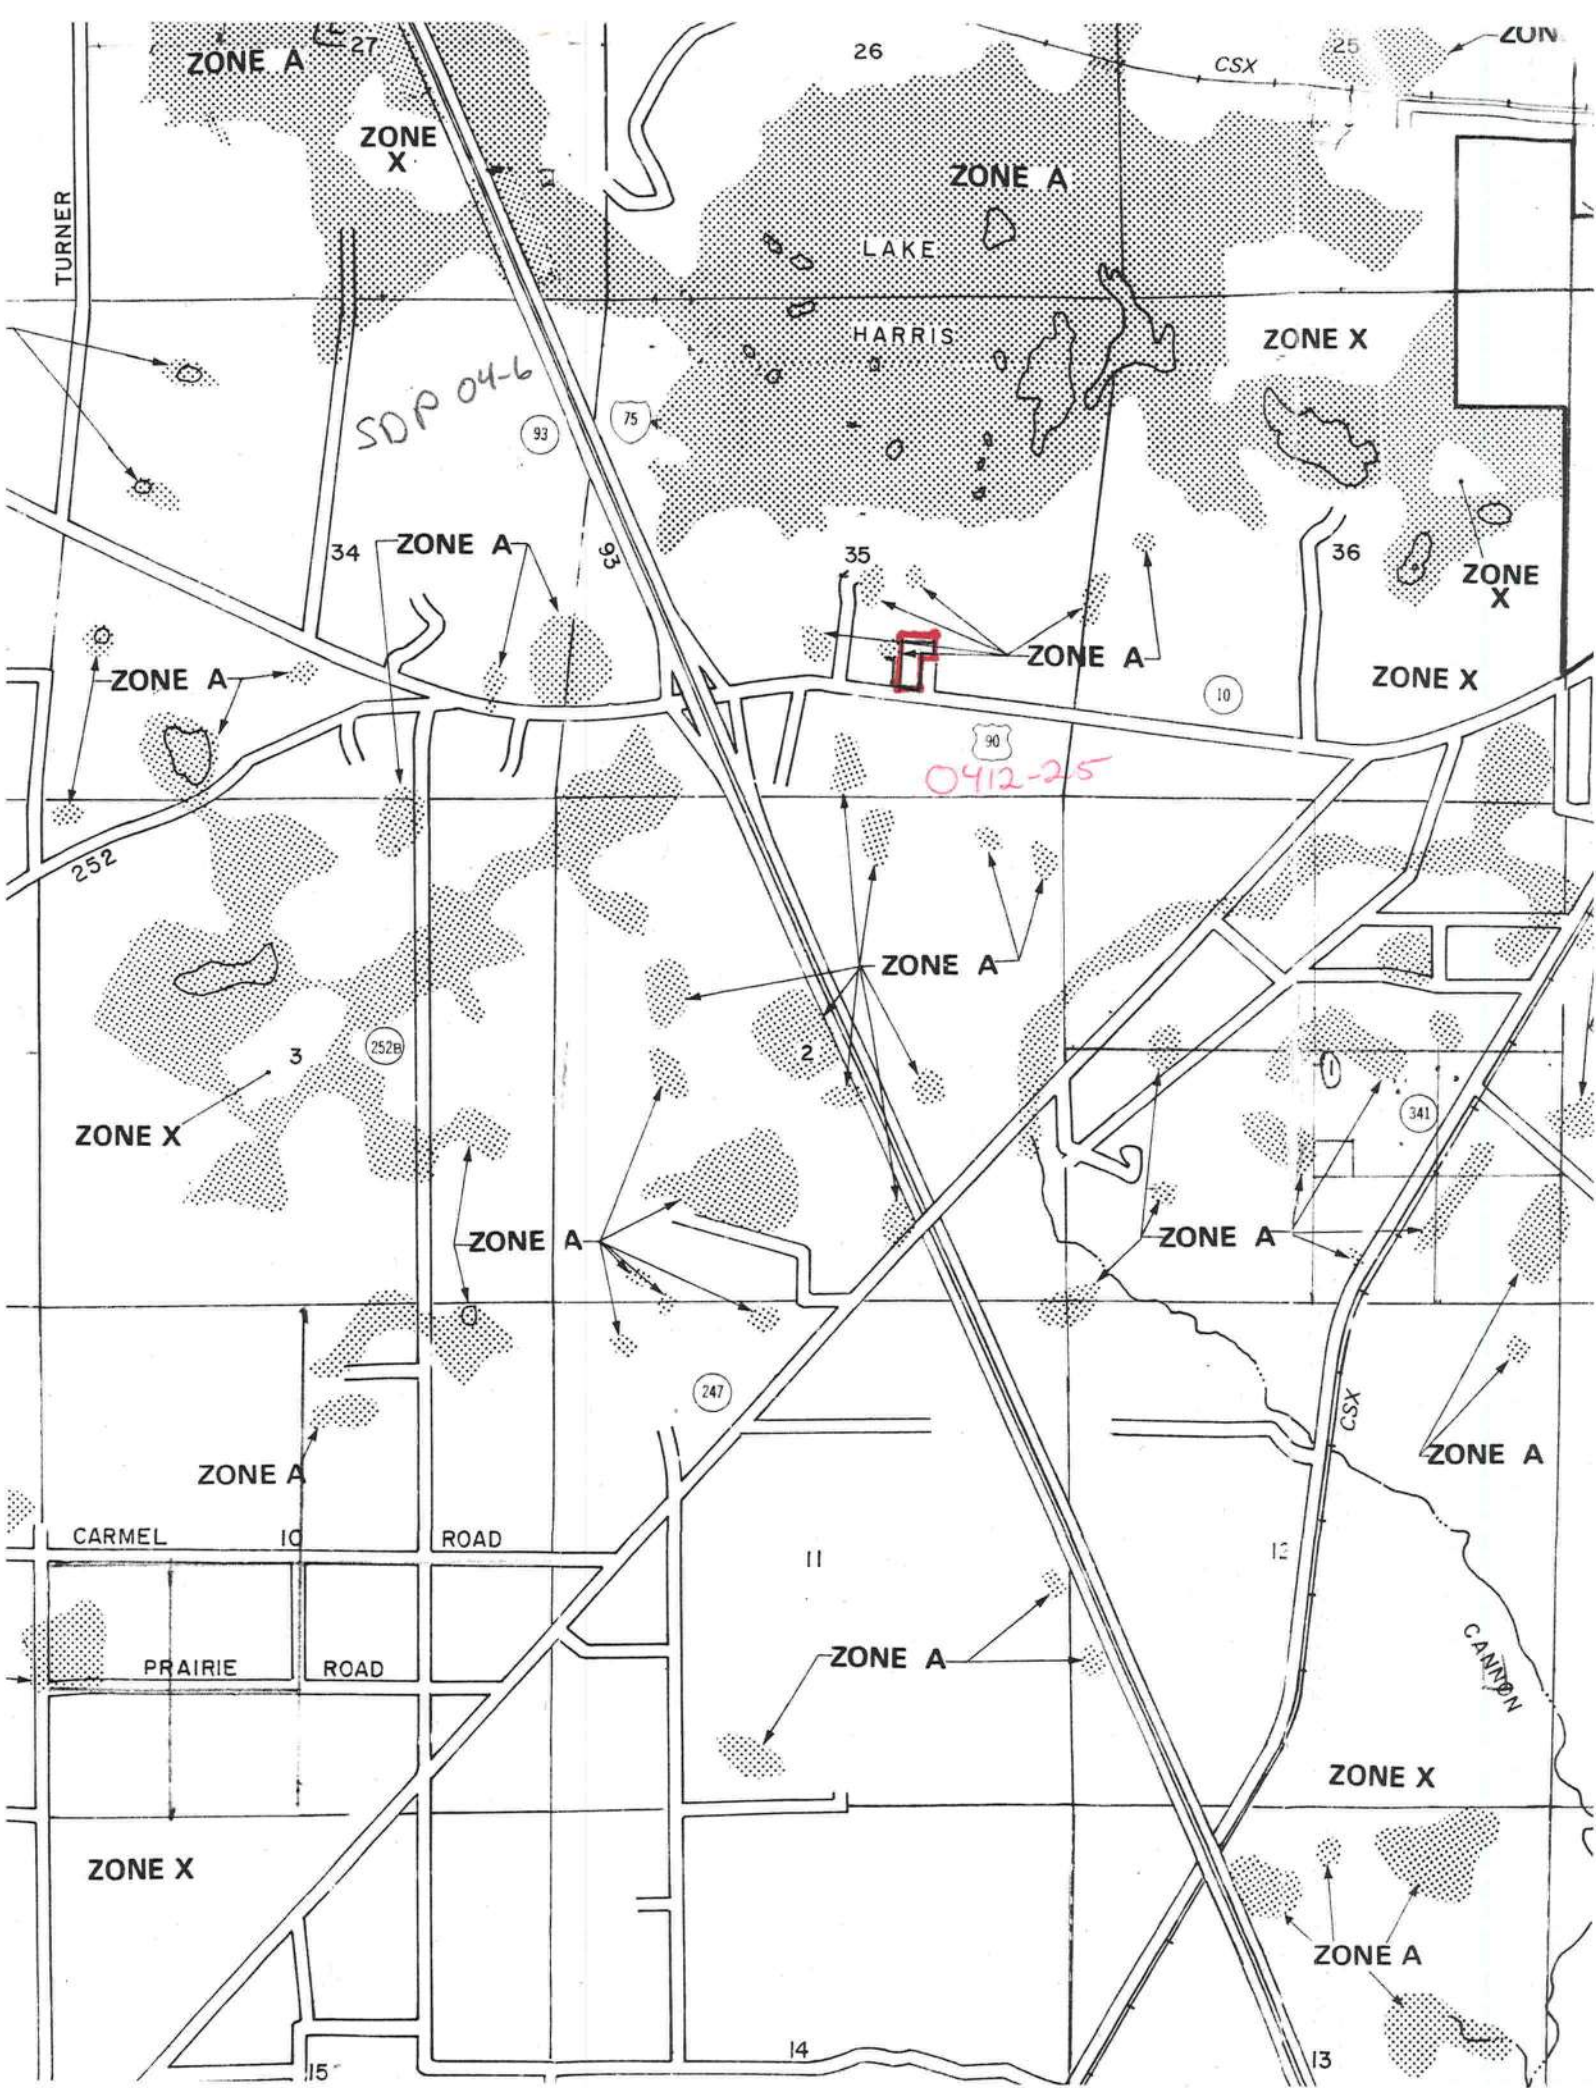 ZONE A
27
26
25
ZON
CSX
ZONE
X
ZONE A
TURNER
LAKE
HARRIS
ZONE X
SDP 04-6
93
75
34
ZONE A
93
35
36
ZONE
X
ZONE A
ZONE A
ZONE X
10
90
0412-25
252
ZONE A
3
252B
2
1
341
ZONE X
ZONE A
ZONE A
247
CSX
ZONE A
ZONE A
CARMEL 10 ROAD
11
12
PRAIRIE ROAD
ZONE A
CANNON
ZONE X
ZONE X
ZONE A
15
14
13